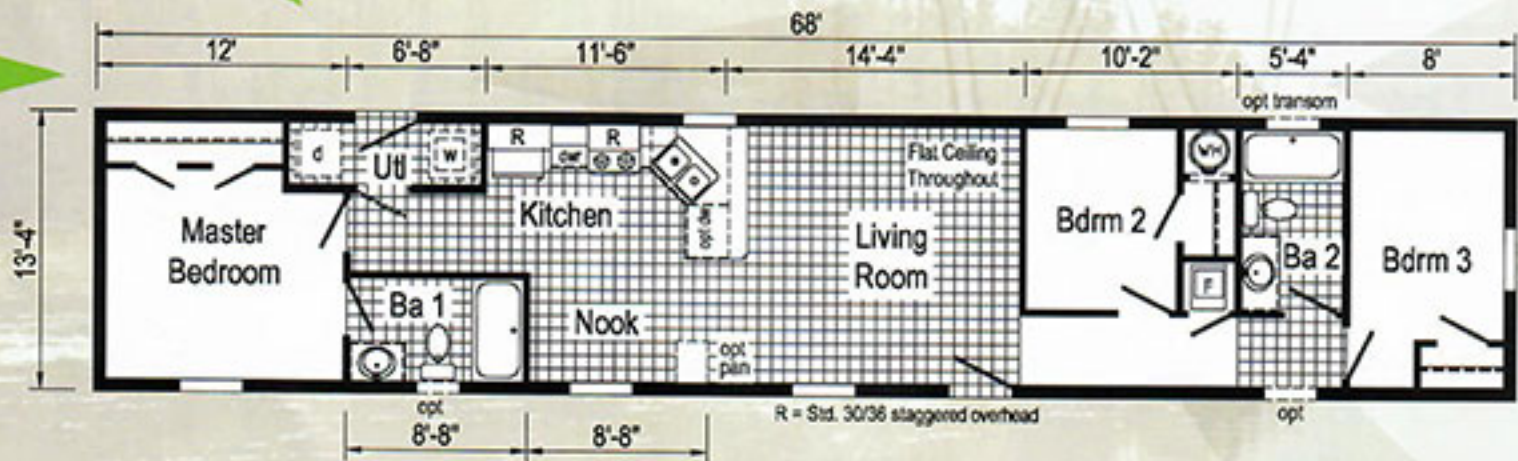 68'
12' 6'-8" 11'-6" 14'-4" 10'-2" 5'-4" 8'
opt transom
13'-4"
d Utl w R R Flat Ceiling WH
Throughout
Master Bedroom
Kitchen
opt
Living Room
Bdrm 2
Ba 2
Bdrm 3
F
Ba 1
Nook
opt pan
opt
R = Std. 30/36 staggered overhead
opt
8'-8" 8'-8"